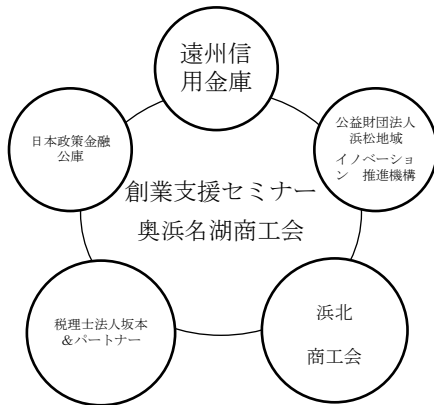 遠州信
用金庫
日本政策金融
公庫
公益財団法人
浜松地域
イノベーショ
ン 推進機構
創業支援セミナー
奥浜名湖商工会
税理士法人坂本
&パートナー
浜北
商工会